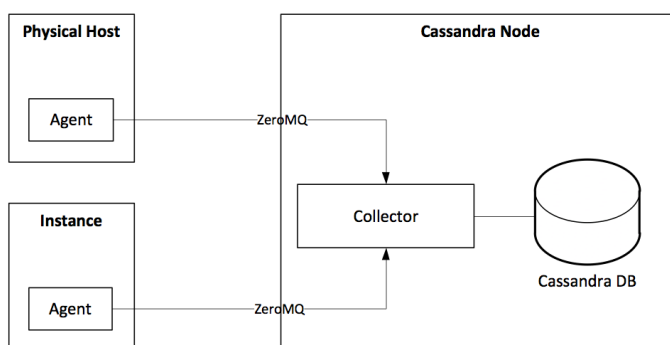 Physical Host
Cassandra Node
Agent
ZeroMQ
Collector
Instance
Cassandra DB
Agent
ZeroMQ